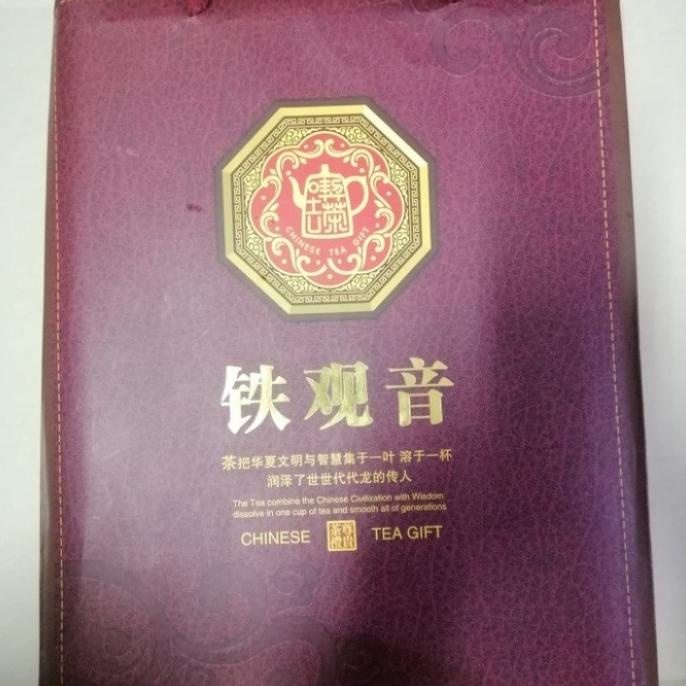 CHINESE TEA GIFT
铁观音
茶把华夏文明与智慧集于一叶 溶于一杯
润泽了世世代代龙的传人
The Tea combine the Chinese Civilization with Wisdom
dissolve in one cup of tea and smooth all of generations
CHINESE TEA GIFT